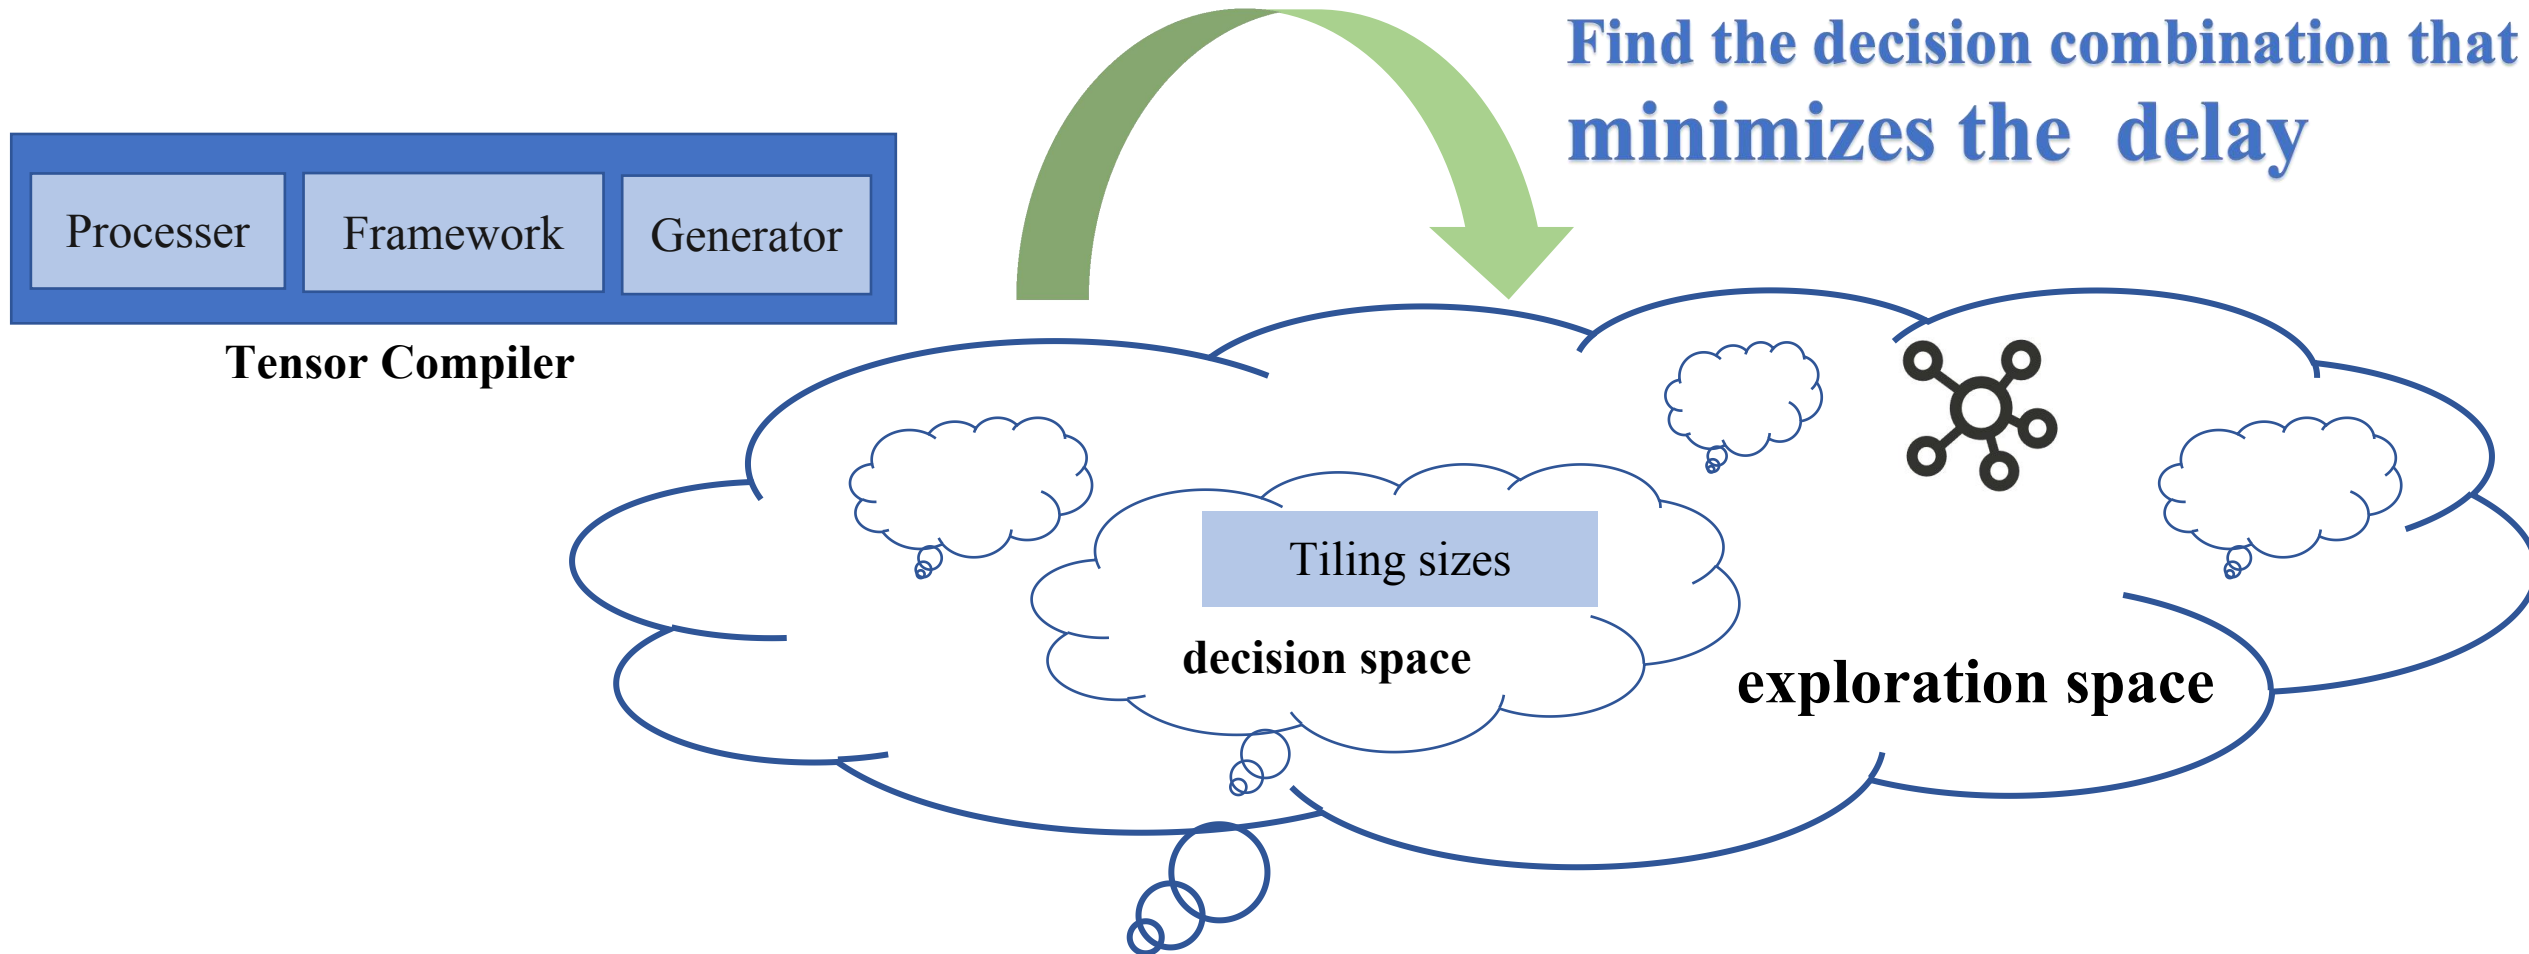 Find the decision combination that
minimizes the delay
Processer
Framework
Generator
Tensor Compiler
Tiling sizes
decision space
exploration space